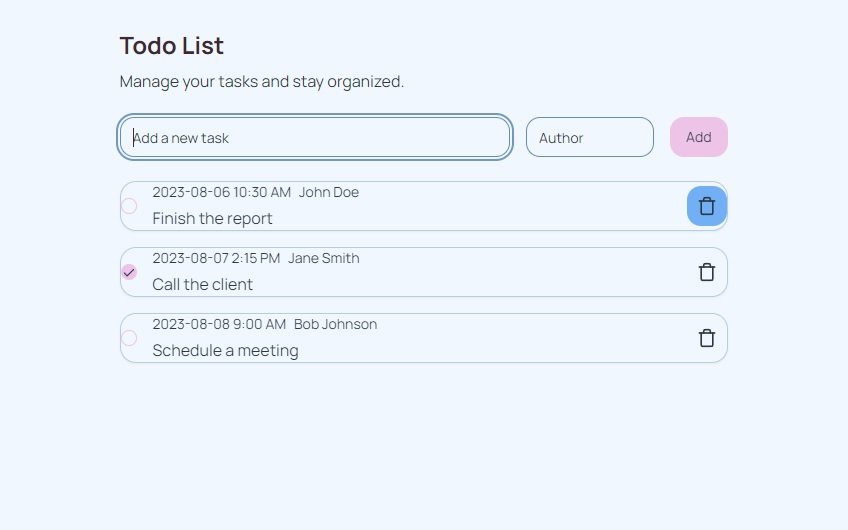 Todo List
Manage your tasks and stay organized.
Add a new task
Author
Add
2023-08-06 10:30 AM John Doe
Finish the report
2023-08-07 2:15 PM Jane Smith
Call the client
2023-08-08 9:00 AM Bob Johnson
Schedule a meeting